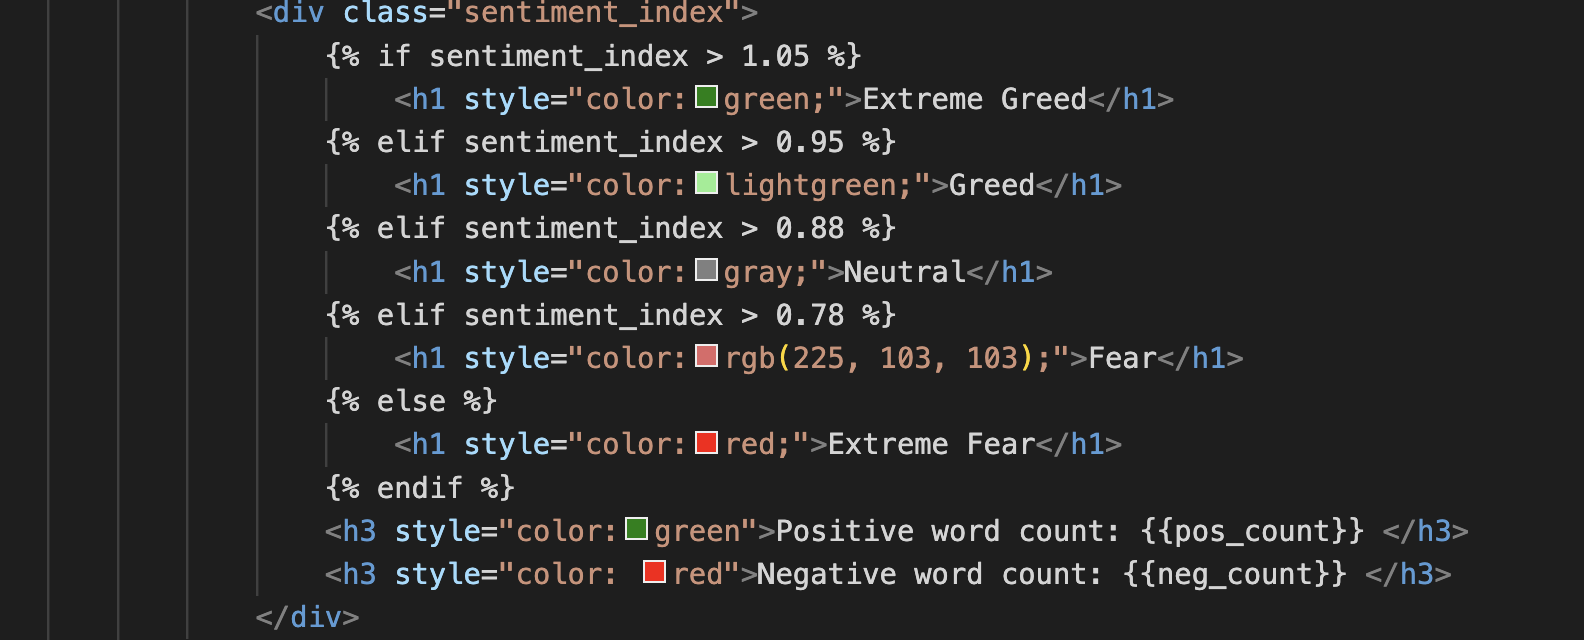 <div class="sentiment_index">
{% if sentiment_index > 1.05 %}
<h1 style="color:green;">Extreme Greed</h1>
{% elif sentiment_index > 0.95 %}
<h1 style="color:lightgreen;">Greed</h1>
{% elif sentiment_index > 0.88 %}
<h1 style="color:gray;">Neutral</h1>
{% elif sentiment_index > 0.78 %}
<h1 style="color:rgb(225, 103, 103);">Fear</h1>
{% else %}
<h1 style="color:red;">Extreme Fear</h1>
{% endif %}
<h3 style="color:green">Positive word count: {{pos_count}} </h3>
<h3 style="color: red">Negative word count: {{neg_count}} </h3>
</div>